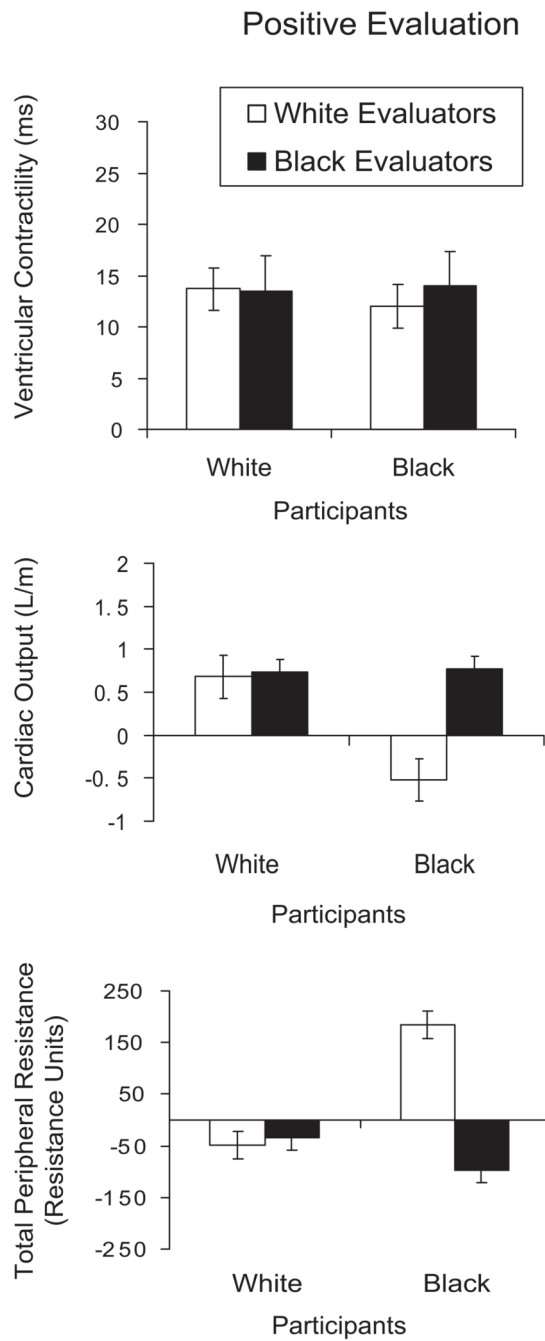 Positive Evaluation
White Evaluators
Black Evaluators
Ventricular Contractility (ms)
30
25
20
15
10
5
0
White
Black
Participants
Cardiac Output (L/m)
2
1. 5
1
0. 5
0
-0. 5
-1
White
Black
Participants
Total Peripheral Resistance
(Resistance Units)
250
150
50
-50
-150
-250
White
Black
Participants